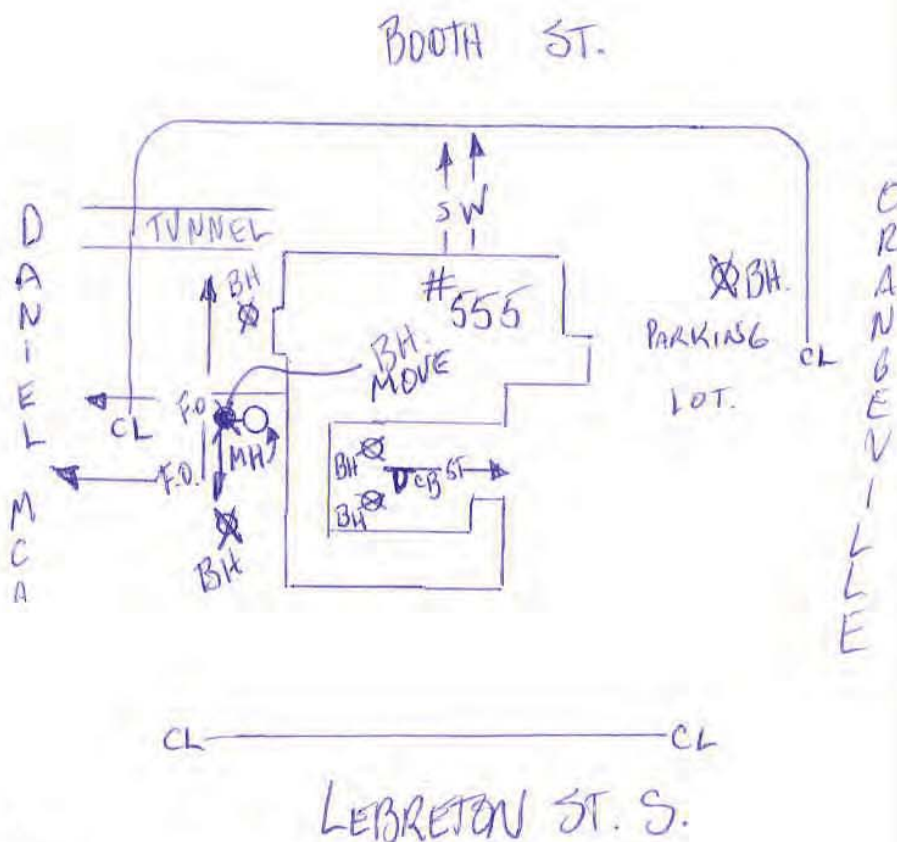 BOOTH ST.
TUNNEL
S W
BH
#555
BH.
PARKING
LOT.
CL
BH.
MOVE
F.O
CL
MH
F.O.
BH
CB ST
BH
BH
DANIEL MCA
ORANGEVILLE
CL
CL
LEBRETON ST. S.